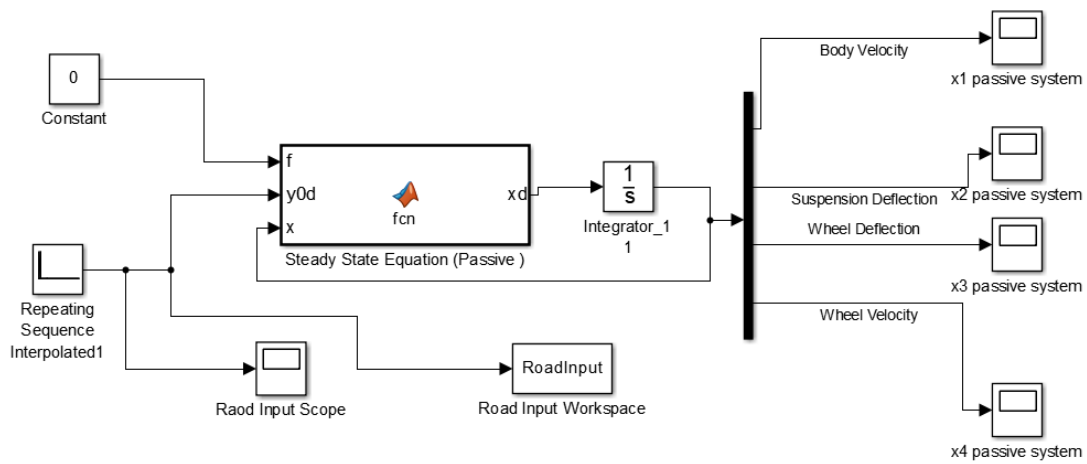 0
Constant
f
y0d
x
fcn
xd
Steady State Equation (Passive )
1
s
Integrator_1
1
Repeating
Sequence
Interpolated1
Raod Input Scope
RoadInput
Road Input Workspace
Body Velocity
x1 passive system
Suspension Deflection
x2 passive system
Wheel Deflection
x3 passive system
Wheel Velocity
x4 passive system